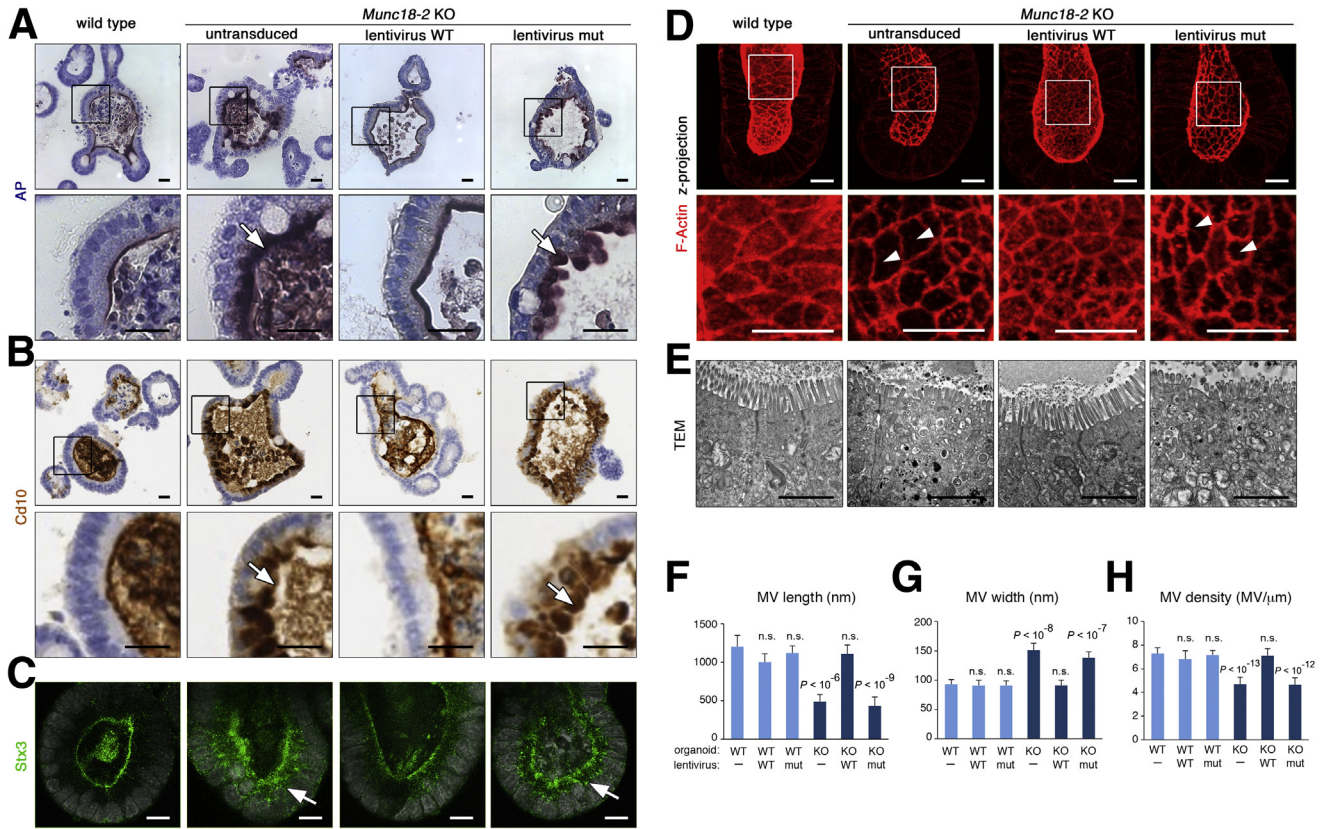 A
Munc18-2 KO
wild type
untransduced
lentivirus WT
lentivirus mut
AP
B
Cd10
C
Stx3
D
Munc18-2 KO
wild type
untransduced
lentivirus WT
lentivirus mut
F-Actin z-projection
E
TEM
F
MV length (nm)
1500
1000
500
0
n.s.
n.s.
P < 10-6
n.s.
P < 10-9
organoid: WT WT WT KO KO KO
lentivirus: – WT mut – WT mut
G
MV width (nm)
200
150
100
50
0
n.s.
n.s.
P < 10-8
n.s.
P < 10-7
WT WT WT KO KO KO
– WT mut – WT mut
H
MV density (MV/μm)
10
8
6
4
2
0
n.s.
n.s.
P < 10-13
n.s.
P < 10-12
WT WT WT KO KO KO
– WT mut – WT mut